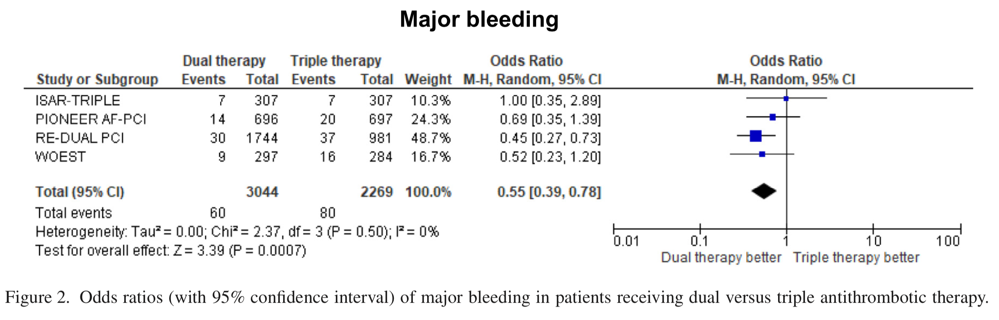 Major bleeding
Dual therapy Triple therapy Odds Ratio Odds Ratio
Study or Subgroup Events Total Events Total Weight M-H, Random, 95% CI M-H, Random, 95% CI
ISAR-TRIPLE 7 307 7 307 10.3% 1.00 [0.35, 2.89]
PIONEER AF-PCI 14 696 20 697 24.3% 0.69 [0.35, 1.39]
RE-DUAL PCI 30 1744 37 981 48.7% 0.45 [0.27, 0.73]
WOEST 9 297 16 284 16.7% 0.52 [0.23, 1.20]
Total (95% CI) 3044 2269 100.0% 0.55 [0.39, 0.78]
Total events 60 80
Heterogeneity: Tau² = 0.00; Chi² = 2.37, df = 3 (P = 0.50); I² = 0%
Test for overall effect: Z = 3.39 (P = 0.0007)
0.01 0.1 1 10 100
Dual therapy better Triple therapy better
Figure 2. Odds ratios (with 95% confidence interval) of major bleeding in patients receiving dual versus triple antithrombotic therapy.